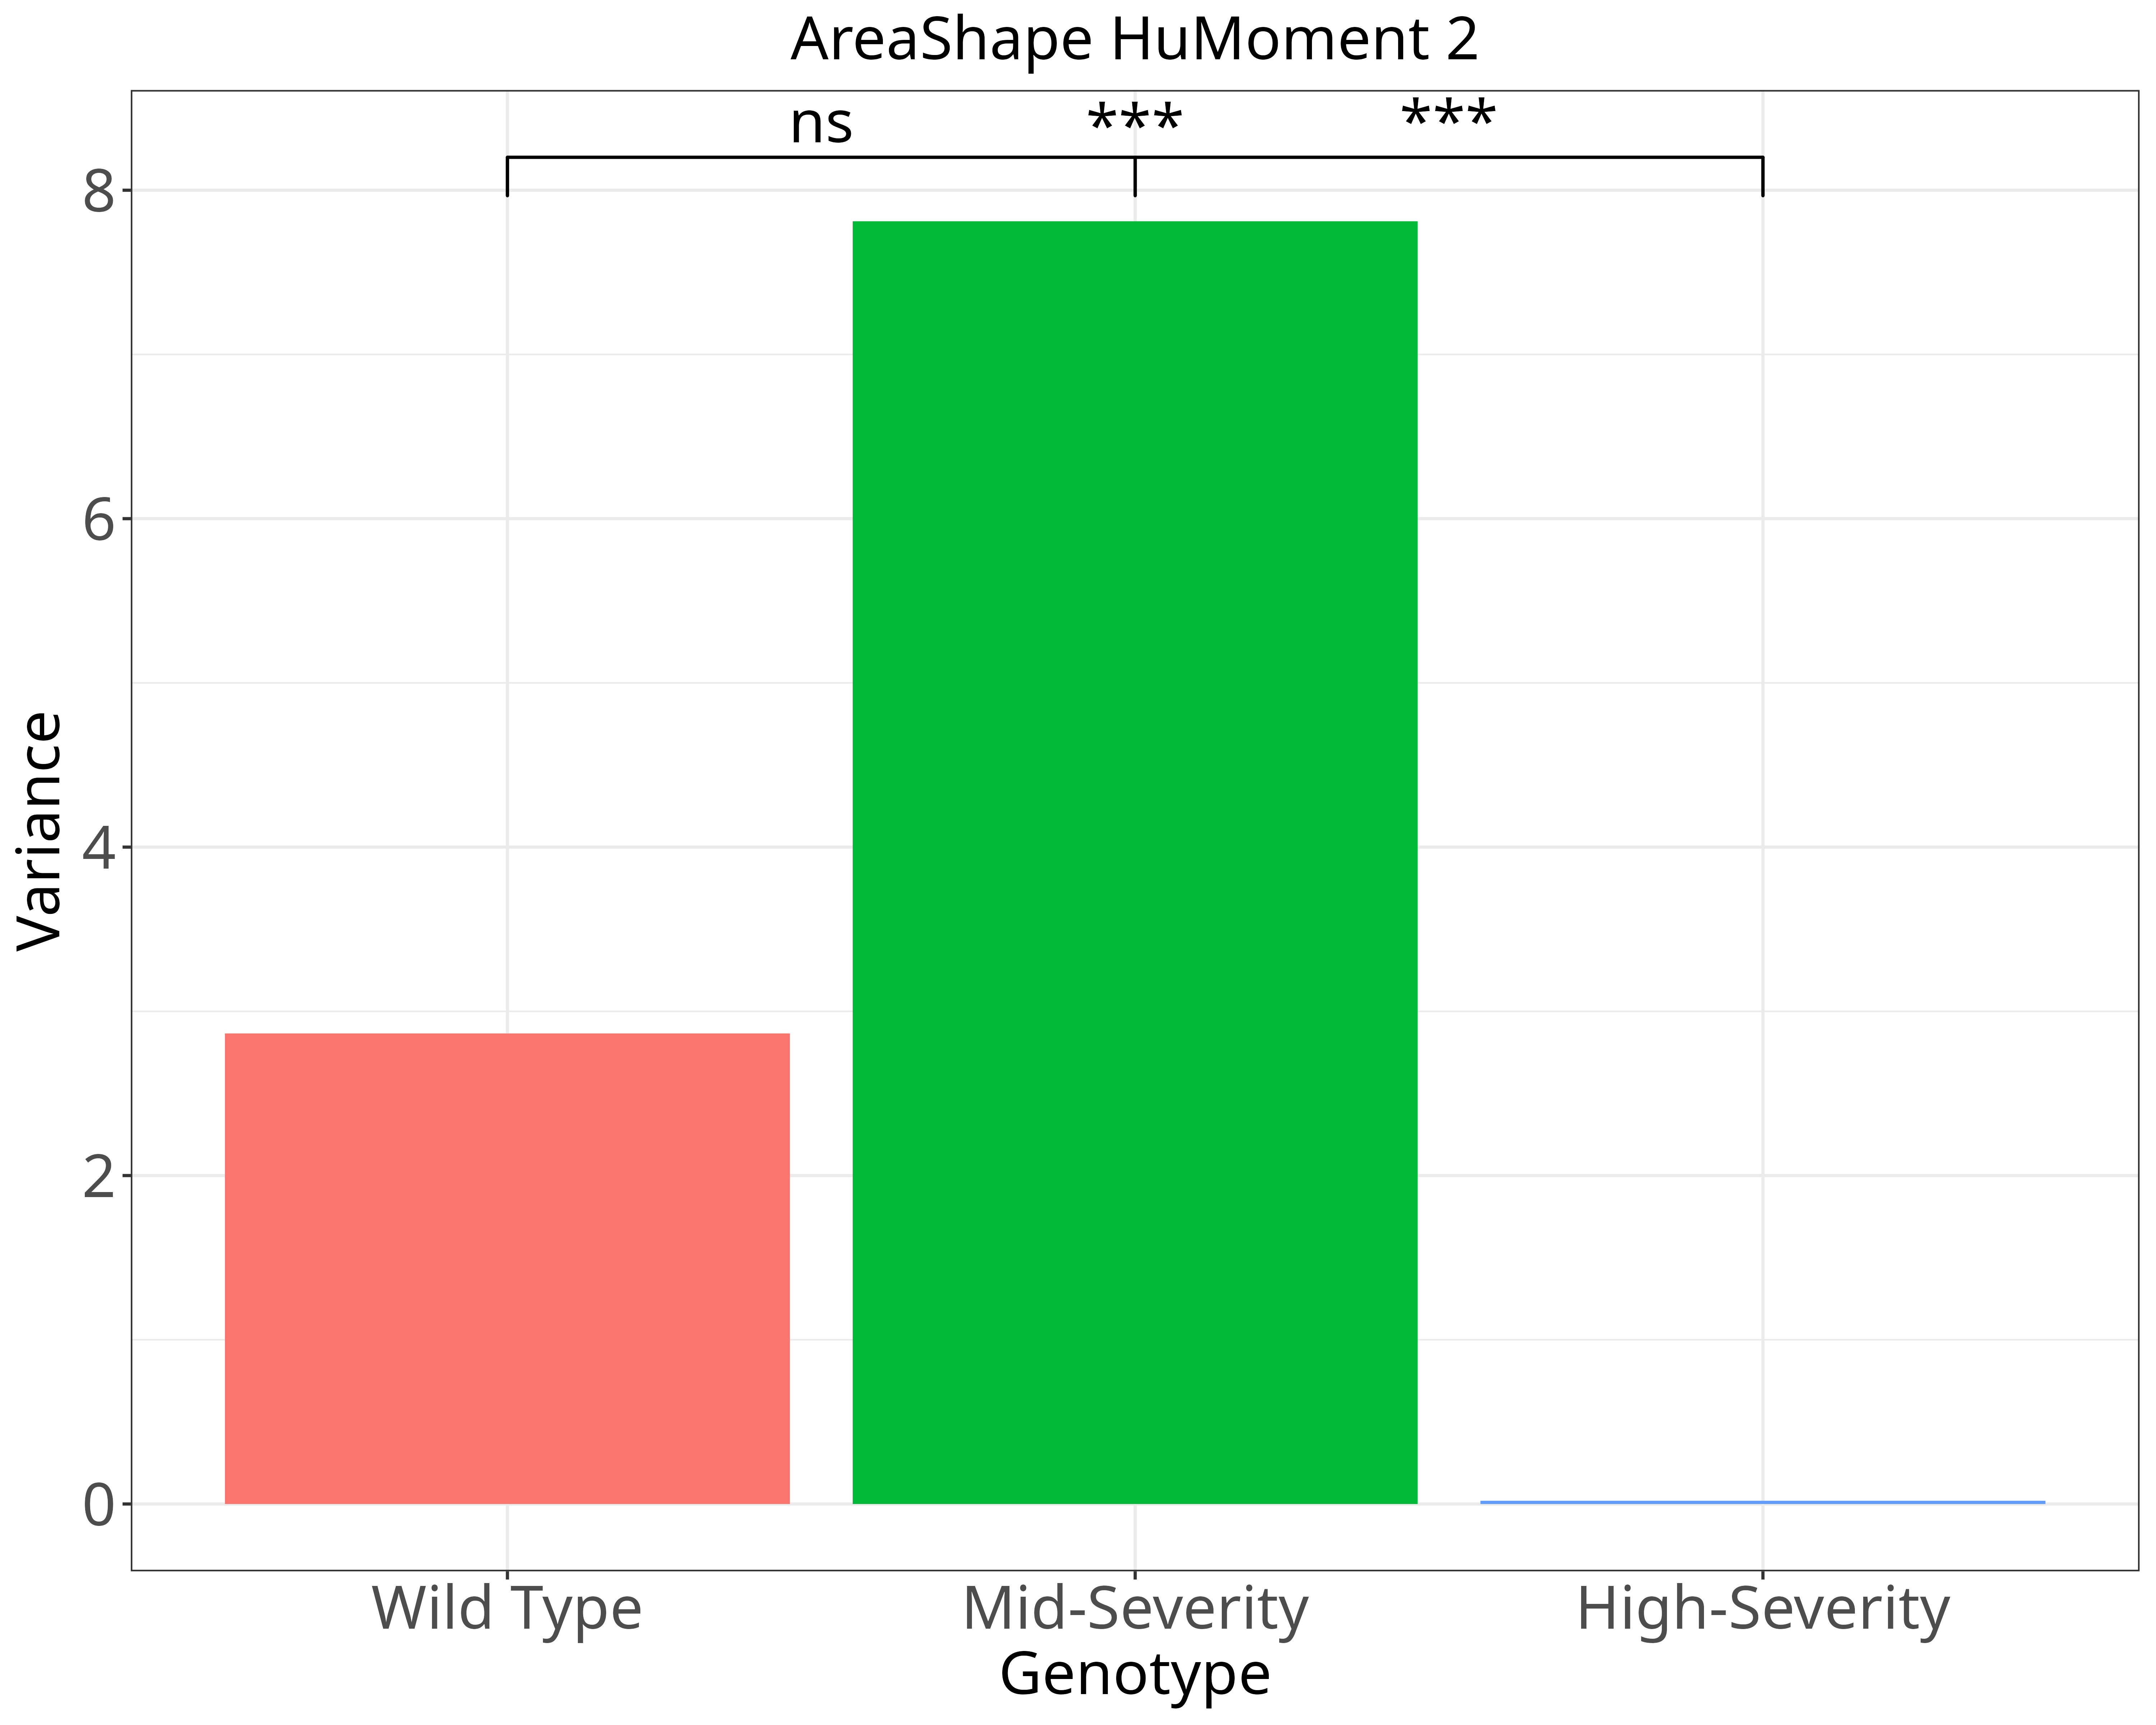 AreaShape HuMoment 2
ns *** ***
8
6
4
2
0
Variance
Wild Type Mid-Severity High-Severity
Genotype